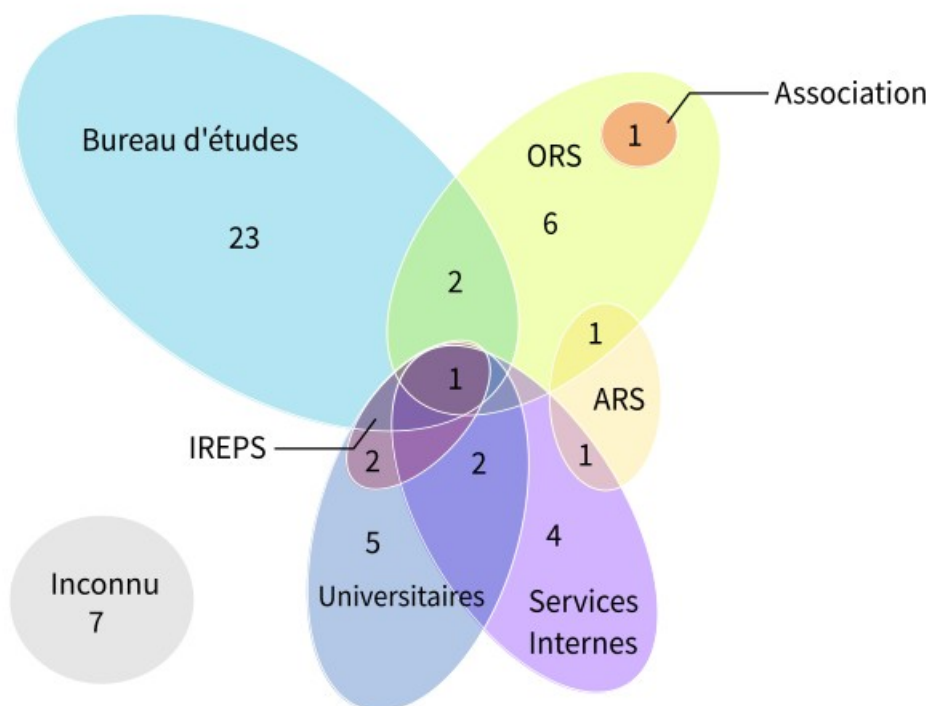 Association
1
Bureau d'études
ORS
23
6
2
1
1
ARS
IREPS
2
2
1
5
4
Universitaires
Services
Internes
Inconnu
7